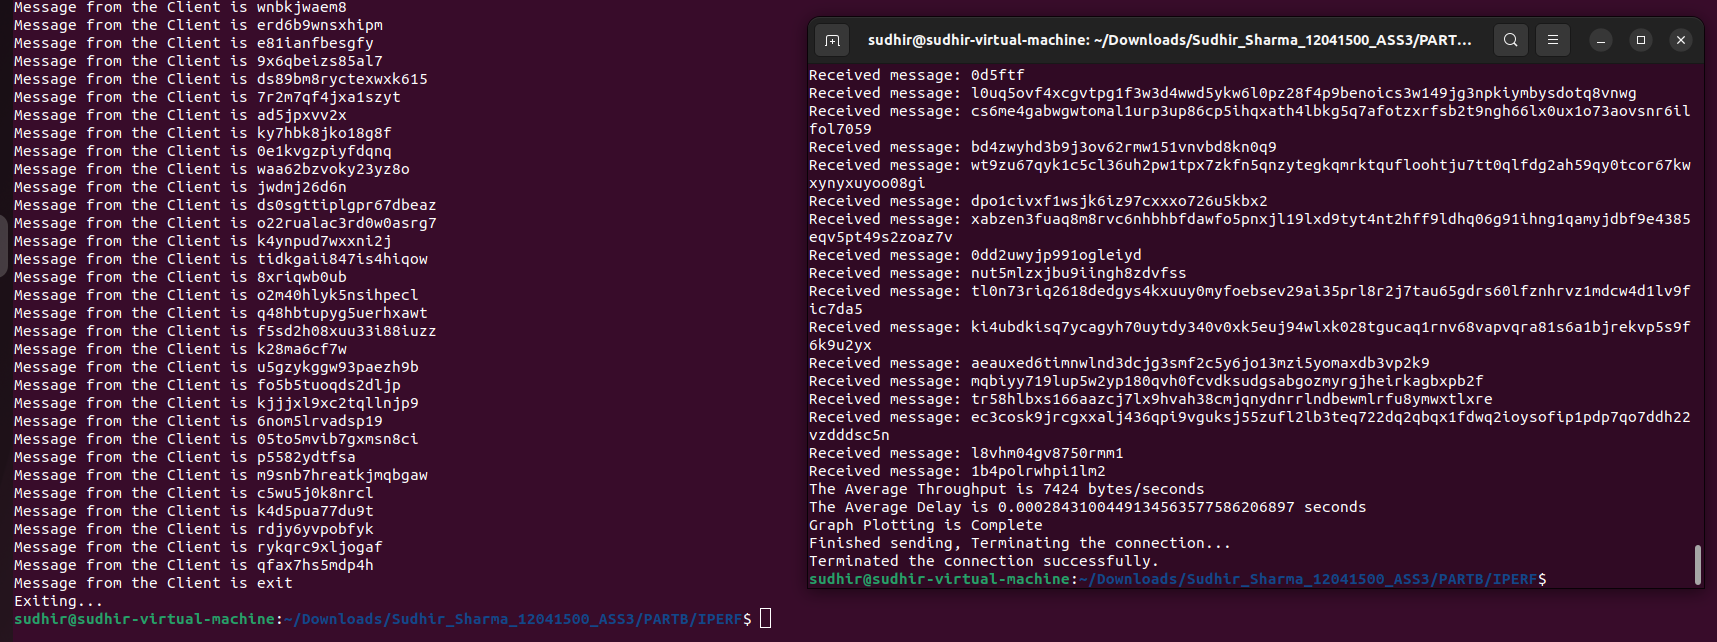 Message from the Client is wnbkjwaem8
Message from the Client is erd6b9wnsxhipm
Message from the Client is e81ianfbesgfy
Message from the Client is 9x6qbeizs85al7
Message from the Client is ds89bm8ryctexwxk615
Message from the Client is 7r2m7qf4jxa1szyt
Message from the Client is ad5jpxvv2x
Message from the Client is ky7hbk8jko18g8f
Message from the Client is 0e1kvgzpiyfdqnq
Message from the Client is waa62bzvoky23yz8o
Message from the Client is jwdmj26d6n
Message from the Client is ds0sgttiplgpr67dbeaz
Message from the Client is o22rualac3rd0w0asrg7
Message from the Client is k4ynpud7wxxni2j
Message from the Client is tidkgaii847is4hiqow
Message from the Client is 8xriqwb0ub
Message from the Client is o2m40hlyk5nsihpecl
Message from the Client is q48hbtupyg5uerhxawt
Message from the Client is f5sd2h08xuu33i88iuzz
Message from the Client is k28ma6cf7w
Message from the Client is u5gzykggw93paezh9b
Message from the Client is fo5b5tuoqds2dljp
Message from the Client is kjjjxl9xc2tqllnjp9
Message from the Client is 6nom5lrvadsp19
Message from the Client is 05to5mvib7gxmsn8ci
Message from the Client is p5582ydtfsa
Message from the Client is m9snb7hreatkjmqbgaw
Message from the Client is c5wu5j0k8nrcl
Message from the Client is k4d5pua77du9t
Message from the Client is rdjy6yvpobfyk
Message from the Client is rykqrc9xljogaf
Message from the Client is qfax7hs5mdp4h
Message from the Client is exit
Exiting...
sudhir@sudhir-virtual-machine:~/Downloads/Sudhir_Sharma_12041500_ASS3/PARTB/IPERF$
sudhir@sudhir-virtual-machine: ~/Downloads/Sudhir_Sharma_12041500_ASS3/PART...
Received message: 0d5ftf
Received message: l0uq5ovf4xcgvtpg1f3w3d4wwd5ykw6l0pz28f4p9benoics3w149jg3npkiymbysdotq8vnwg
Received message: cs6me4gabwgwtomal1urp3up86cp5ihqxath4lbkg5q7afotzxrfsb2t9ngh66lx0ux1o73aovsnr6il
fol7059
Received message: bd4zwyhd3b9j3ov62rmw151vnvbd8kn0q9
Received message: wt9zu67qyk1c5cl36uh2pw1tpx7zkfn5qnzytegkqmrktqufloohtju7tt0qlfdg2ah59qy0tcor67kw
xynyxuyoo08gi
Received message: dpo1civxf1wsjk6iz97cxxxo726u5kbx2
Received message: xabzen3fuaq8m8rvc6nhbhbfdawfo5pnxjl19lxd9tyt4nt2hff9ldhq06g91ihng1qamyjdbf9e4385
eqv5pt49s2zoaz7v
Received message: 0dd2uwyjp991ogleiyd
Received message: nut5mlzxjbu9iingh8zdvfss
Received message: tl0n73riq2618dedgys4kxuuy0myfoebsev29ai35prl8r2j7tau65gdrs60lfznhrvz1mdcw4d1lv9f
ic7da5
Received message: ki4ubdkisq7ycagyh70uytdy340v0xk5euj94wlxk028tgucaq1rnv68vapvqra81s6a1bjrekvp5s9f
6k9u2yx
Received message: aeauxed6timnwlnd3dcjg3smf2c5y6jo13mzi5yomaxdb3vp2k9
Received message: mqbiyy719lup5w2yp180qvh0fcvdksudgsabgozmyrgjheirkagbxpb2f
Received message: tr58hlbxs166aazcj7lx9hvah38cmjqnydnrrlndbewmlrfu8ymwxtlxre
Received message: ec3cosk9jrcgxxalj436qpi9vguksj55zufl2lb3teq722dq2qbqx1fdwq2ioysofip1pdp7qo7ddh22
vzdddsc5n
Received message: l8vhm04gv8750rmm1
Received message: 1b4polrwhpi1lm2
The Average Throughput is 7424 bytes/seconds
The Average Delay is 0.0002843100449134563577586206897 seconds
Graph Plotting is Complete
Finished sending, Terminating the connection...
Terminated the connection successfully.
sudhir@sudhir-virtual-machine:~/Downloads/Sudhir_Sharma_12041500_ASS3/PARTB/IPERF$